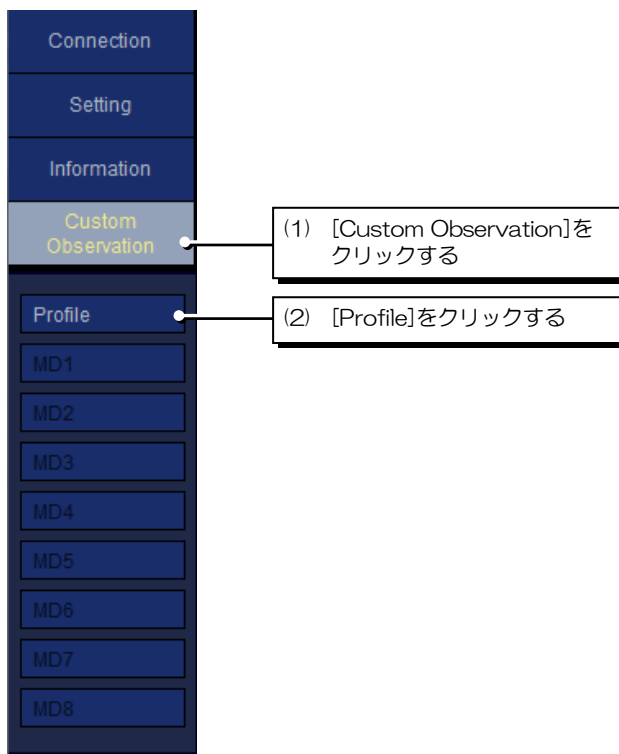 Connection
Setting
Information
Custom
Observation
(1) [Custom Observation]を
クリックする
Profile
(2) [Profile]をクリックする
MD1
MD2
MD3
MD4
MD5
MD6
MD7
MD8